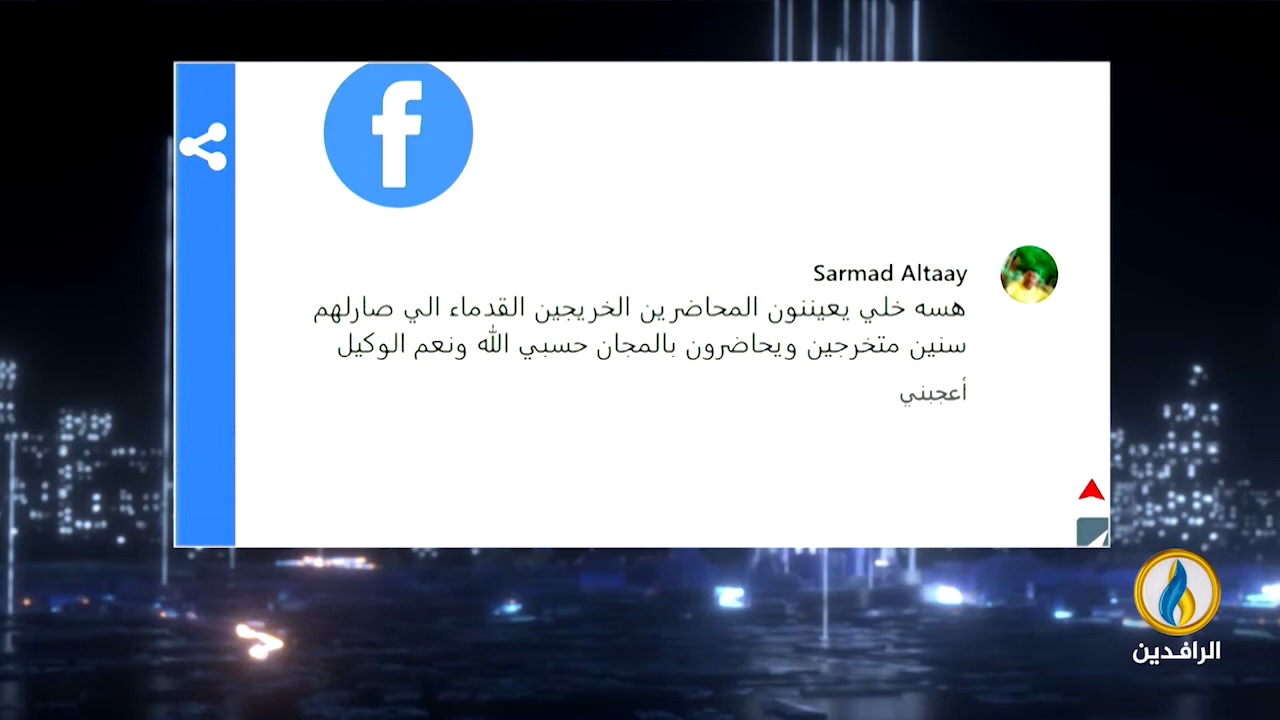 Sarmad Altaay
هسه خلي يعيننون المحاضرين الخريجين القدماء الي صارلهم
سنين متخرجين ويحاضرون بالمجان حسبي الله ونعم الوكيل
أعجبني
الرافدين